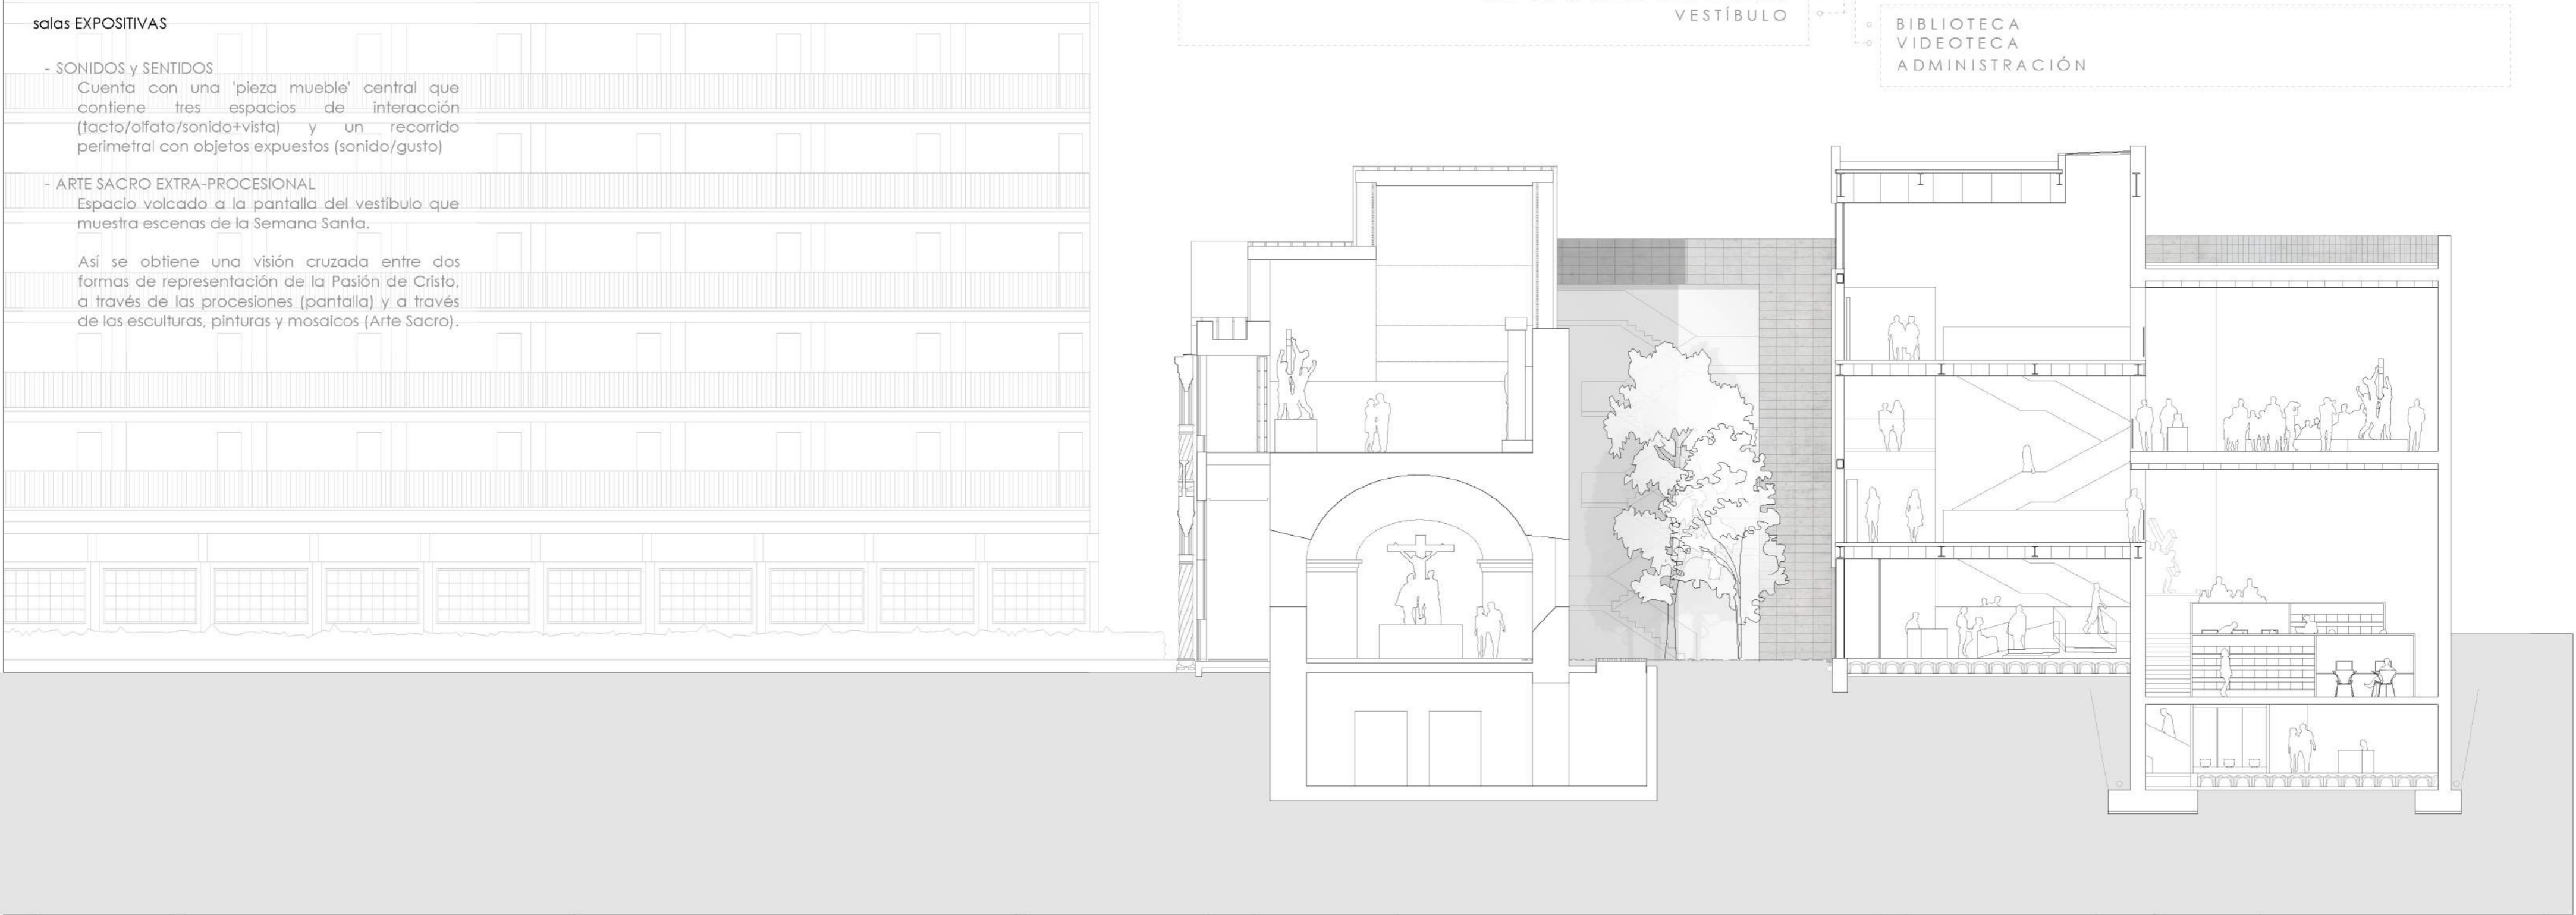 salas EXPOSITIVAS
- SONIDOS y SENTIDOS
Cuenta con una 'pieza mueble' central que
contiene tres espacios de interacción
(tacto/olfato/sonido+vista) y un recorrido
perimetral con objetos expuestos (sonido/gusto)
- ARTE SACRO EXTRA-PROCESIONAL
Espacio volcado a la pantalla del vestíbulo que
muestra escenas de la Semana Santa.
Así se obtiene una visión cruzada entre dos
formas de representación de la Pasión de Cristo,
a través de las procesiones (pantalla) y a través
de las esculturas, pinturas y mosaicos (Arte Sacro).
VESTÍBULO
BIBLIOTECA
VIDEOTECA
ADMINISTRACIÓN